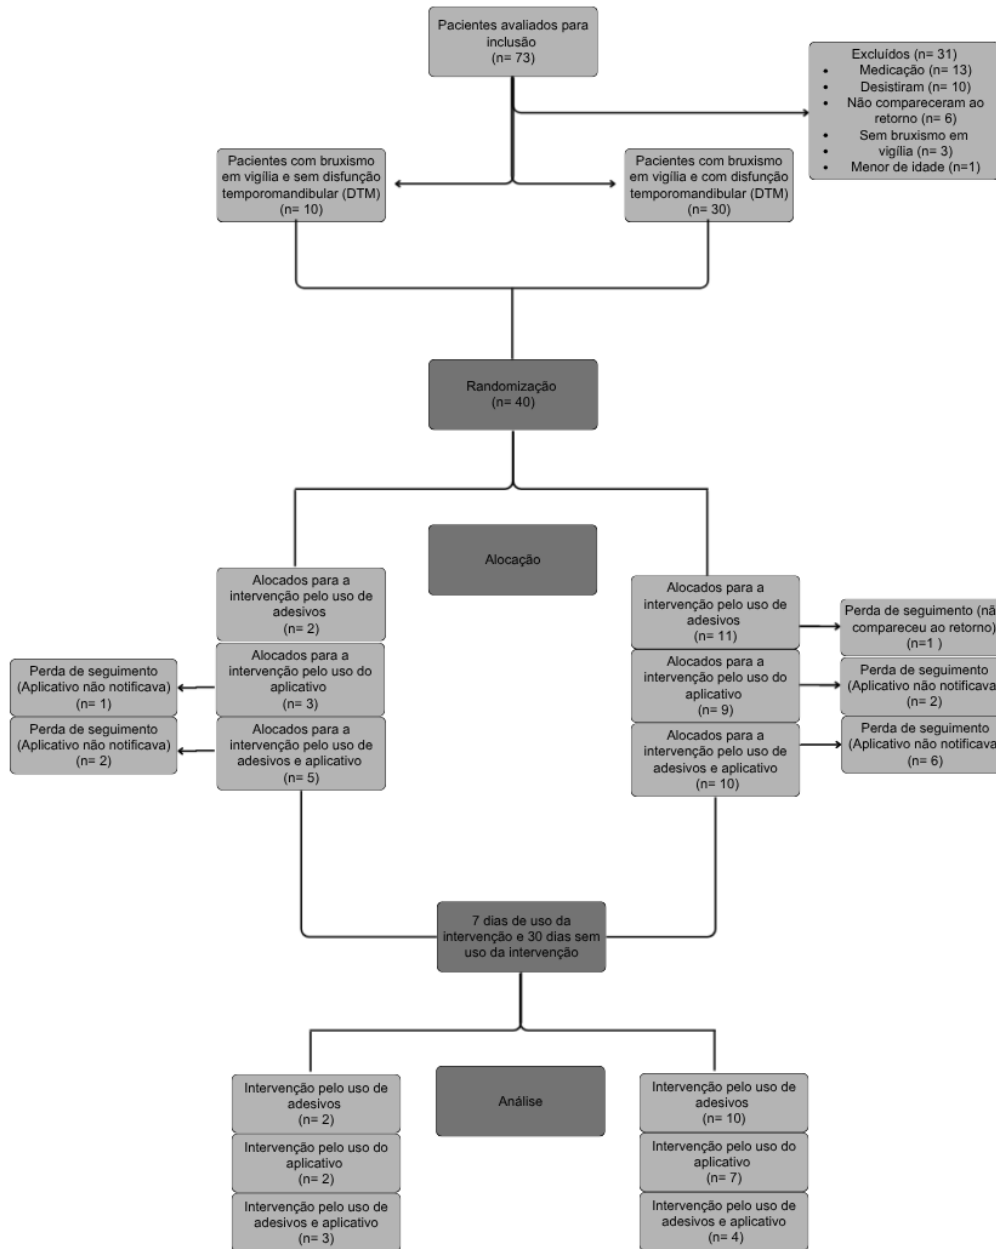 Pacientes avaliados para
inclusão
(n= 73)
Excluídos (n= 31)
• Medicação (n= 13)
• Desistiram (n= 10)
• Não compareceram ao
retorno (n= 6)
• Sem bruxismo em
• vigília (n= 3)
• Menor de idade (n=1)
Pacientes com bruxismo
em vigília e sem disfunção
temporomandibular (DTM)
(n= 10)
Pacientes com bruxismo
em vigília e com disfunção
temporomandibular (DTM)
(n= 30)
Randomização
(n= 40)
Alocação
Alocados para a
intervenção pelo uso de
adesivos
(n= 2)
Alocados para a
intervenção pelo uso do
aplicativo
(n= 3)
Alocados para a
intervenção pelo uso de
adesivos e aplicativo
(n= 5)
Perda de seguimento
(Aplicativo não notificava)
(n= 1)
Perda de seguimento
(Aplicativo não notificava)
(n= 2)
Alocados para a
intervenção pelo uso de
adesivos
(n= 11)
Alocados para a
intervenção pelo uso do
aplicativo
(n= 9)
Alocados para a
intervenção pelo uso de
adesivos e aplicativo
(n= 10)
Perda de seguimento (nã
compareceu ao retorno)
(n=1 )
Perda de seguimento
(Aplicativo não notificava
(n= 2)
Perda de seguimento
(Aplicativo não notificava
(n= 6)
7 dias de uso da
intervenção e 30 dias sem
uso da intervenção
Análise
Intervenção pelo uso de
adesivos
(n= 2)
Intervenção pelo uso do
aplicativo
(n= 2)
Intervenção pelo uso de
adesivos e aplicativo
(n= 3)
Intervenção pelo uso de
adesivos
(n= 10)
Intervenção pelo uso do
aplicativo
(n= 7)
Intervenção pelo uso de
adesivos e aplicativo
(n= 4)